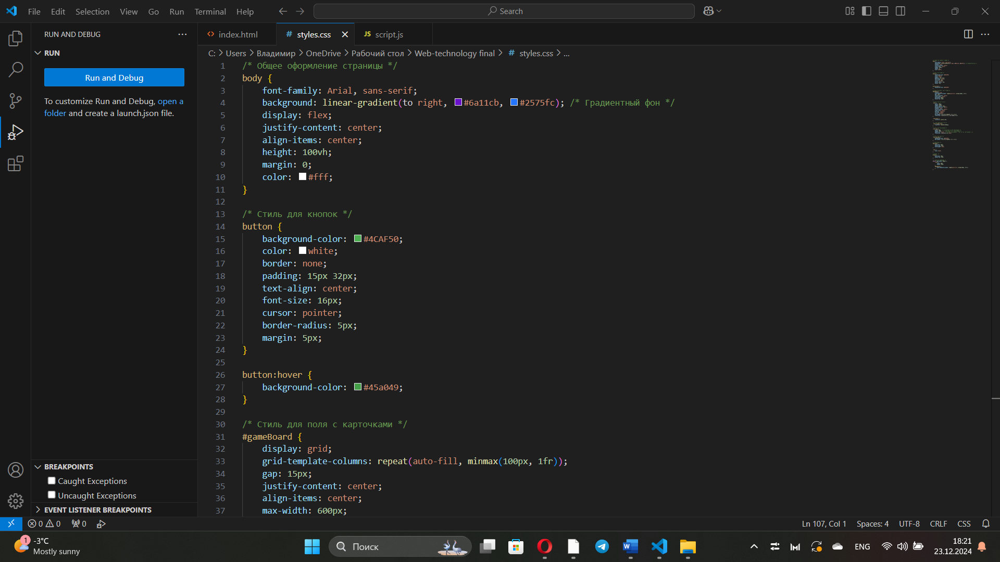 File Edit Selection View Go Run Terminal Help
Search
RUN AND DEBUG
RUN
Run and Debug
To customize Run and Debug, open a
folder and create a launch.json file.
BREAKPOINTS
Caught Exceptions
Uncaught Exceptions
EVENT LISTENER BREAKPOINTS
index.html
# styles.css
JS script.js
C: > Users > Владимир > OneDrive > Рабочий стол > Web-technology final > # styles.css > ...
1 /* Общее оформление страницы */
2 body {
3 font-family: Arial, sans-serif;
4 background: linear-gradient(to right, #6a11cb, #2575fc); /* Градиентный фон */
5 display: flex;
6 justify-content: center;
7 align-items: center;
8 height: 100vh;
9 margin: 0;
10 color: #fff;
11 }
12
13 /* Стиль для кнопок */
14 button {
15 background-color: #4CAF50;
16 color: white;
17 border: none;
18 padding: 15px 32px;
19 text-align: center;
20 font-size: 16px;
21 cursor: pointer;
22 border-radius: 5px;
23 margin: 5px;
24 }
25
26 button:hover {
27 background-color: #45a049;
28 }
29
30 /* Стиль для поля с карточками */
31 #gameBoard {
32 display: grid;
33 grid-template-columns: repeat(auto-fill, minmax(100px, 1fr));
34 gap: 15px;
35 justify-content: center;
36 align-items: center;
37 max-width: 600px;
0 0 0
Ln 107, Col 1 Spaces: 4 UTF-8 CRLF CSS
1
-3°C
Mostly sunny
Поиск
ENG
18:21
23.12.2024